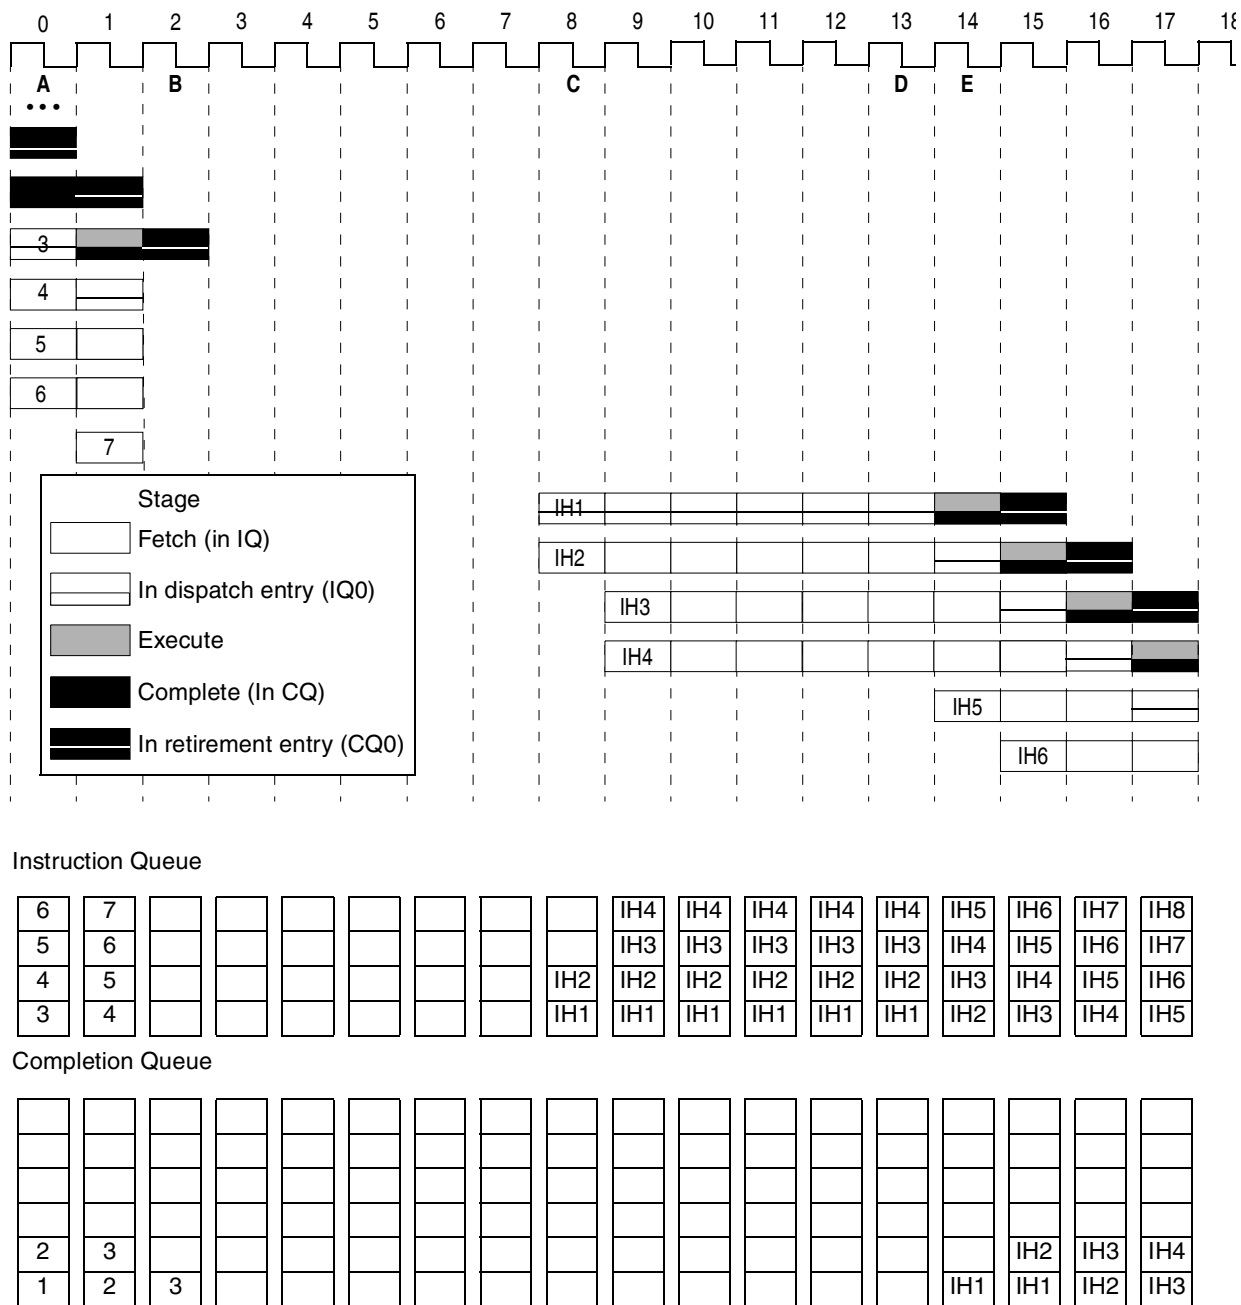 0 1 2 3 4 5 6 7 8 9 10 11 12 13 14 15 16 17 18
A B C D E
•••
3
4
5
6
7
Stage
IH1
Fetch (in IQ)
IH2
In dispatch entry (IQ0)
IH3
Execute
IH4
Complete (In CQ)
IH5
In retirement entry (CQ0)
IH6
Instruction Queue
6 7 IH4 IH4 IH4 IH4 IH4 IH5 IH6 IH7 IH8
5 6 IH3 IH3 IH3 IH3 IH3 IH4 IH5 IH6 IH7
4 5 IH2 IH2 IH2 IH2 IH2 IH2 IH3 IH4 IH5 IH6
3 4 IH1 IH1 IH1 IH1 IH1 IH1 IH2 IH3 IH4 IH5
Completion Queue
2 3 IH2 IH3 IH4
1 2 3 IH1 IH1 IH2 IH3